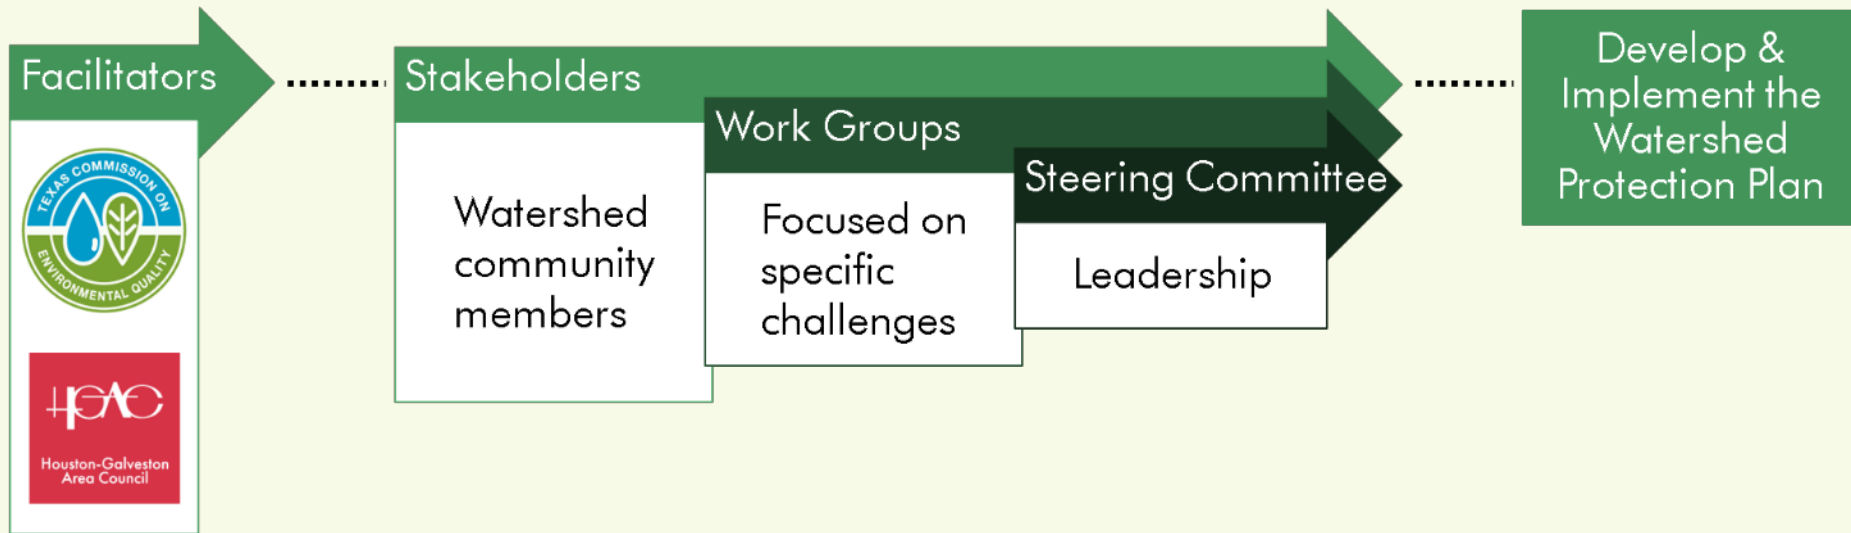 Facilitators
TEXAS COMMISSION ON
ENVIRONMENTAL QUALITY
HGAC
Houston-Galveston
Area Council
Stakeholders
Watershed
community
members
Work Groups
Focused on
specific
challenges
Steering Committee
Leadership
Develop &
Implement the
Watershed
Protection Plan